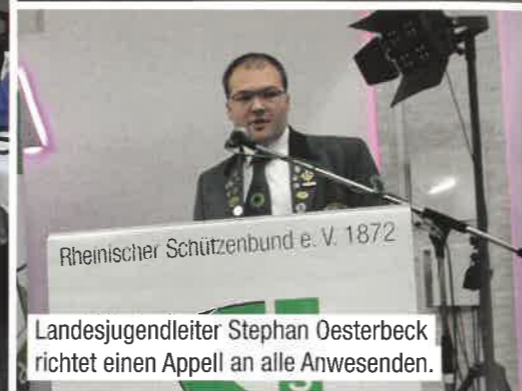 Rheinischer Schützenbund e. V. 1872
S
Landesjugendleiter Stephan Oesterbeck
richtet einen Appell an alle Anwesenden.